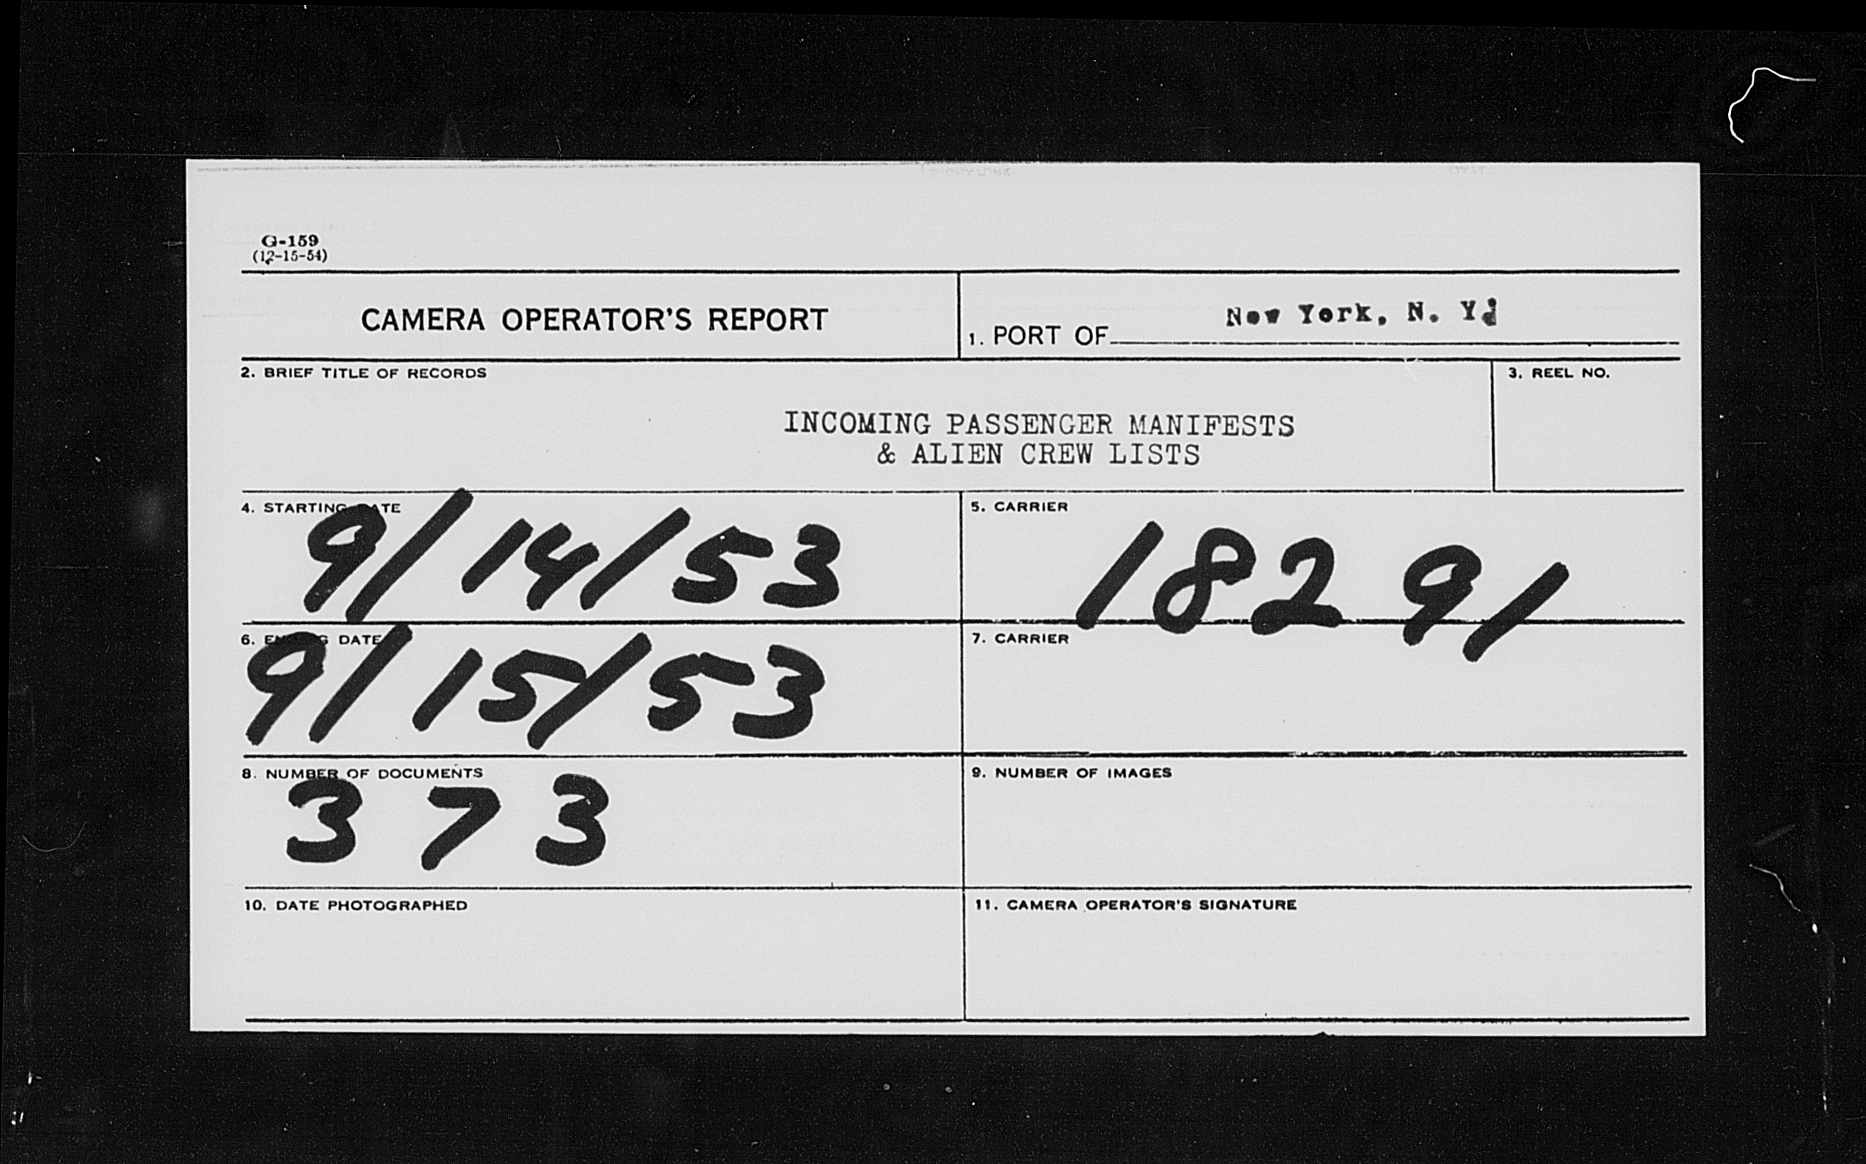 G-159
(12-15-54)
CAMERA OPERATOR'S REPORT
1. PORT OF New York, N. Y.
2. BRIEF TITLE OF RECORDS
3. REEL NO.
INCOMING PASSENGER MANIFESTS
& ALIEN CREW LISTS
4. STARTING DATE
9/14/53
5. CARRIER
18291
6. ENDING DATE
9/15/53
7. CARRIER
8. NUMBER OF DOCUMENTS
373
9. NUMBER OF IMAGES
10. DATE PHOTOGRAPHED
11. CAMERA OPERATOR'S SIGNATURE